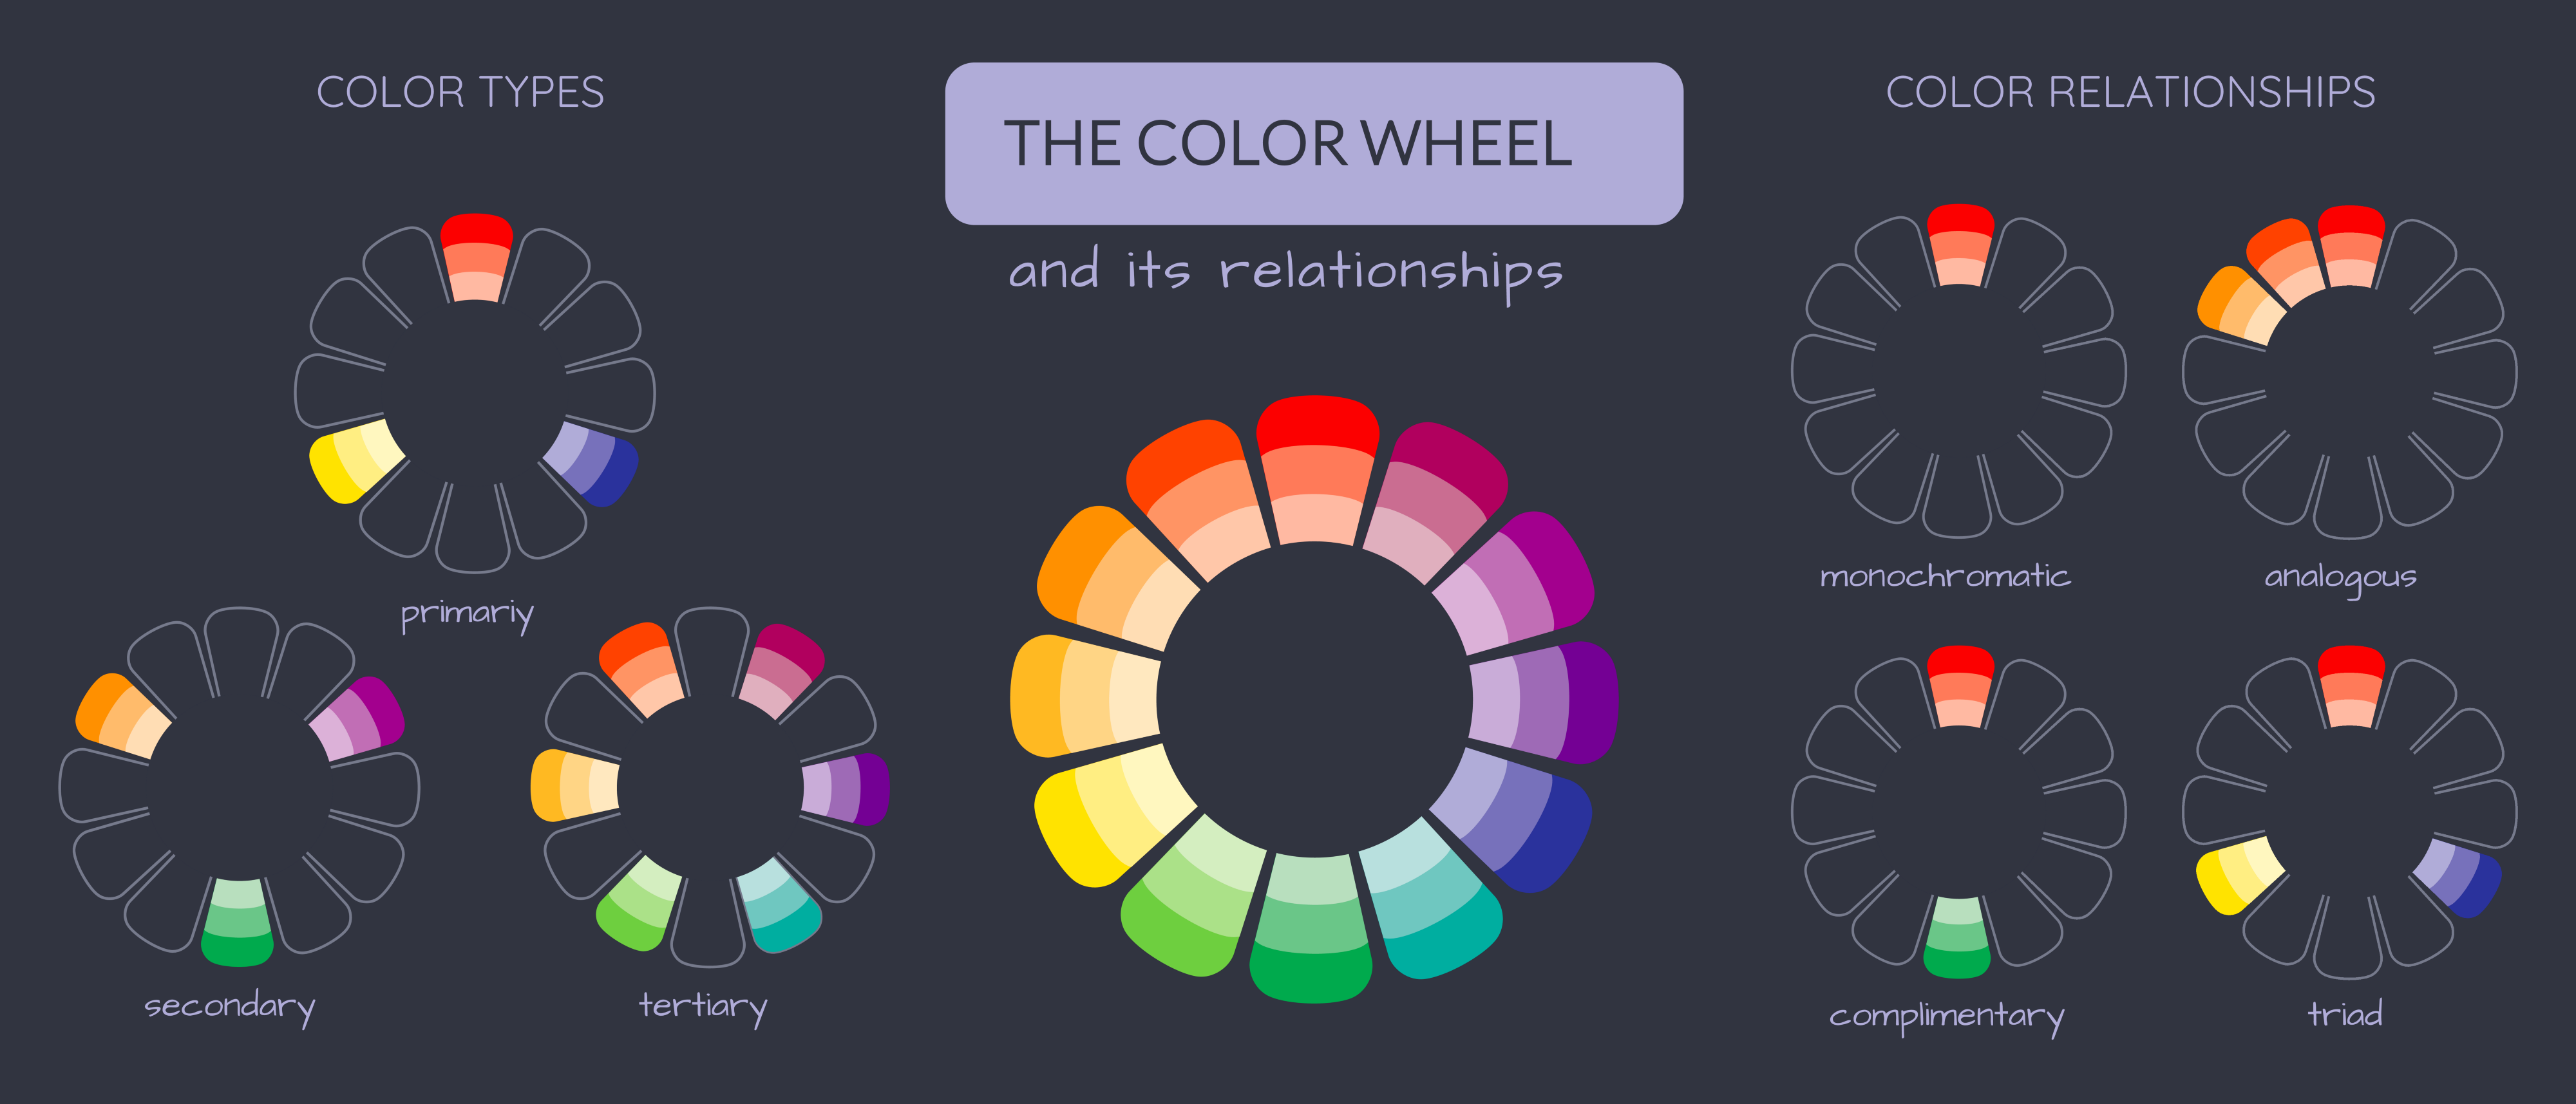 COLOR TYPES
THE COLOR WHEEL
and its relationships
COLOR RELATIONSHIPS
primariy
secondary
tertiary
monochromatic
analogous
complimentary
triad